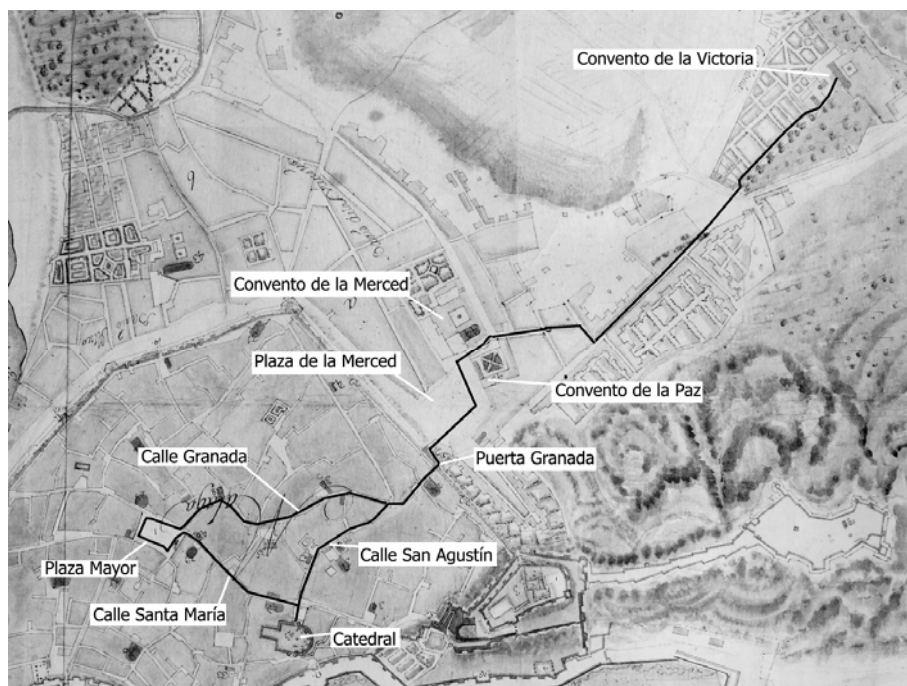 Convento de la Victoria
Convento de la Merced
Plaza de la Merced
Convento de la Paz
Calle Granada
Puerta Granada
Calle San Agustín
Plaza Mayor
Calle Santa María
Catedral